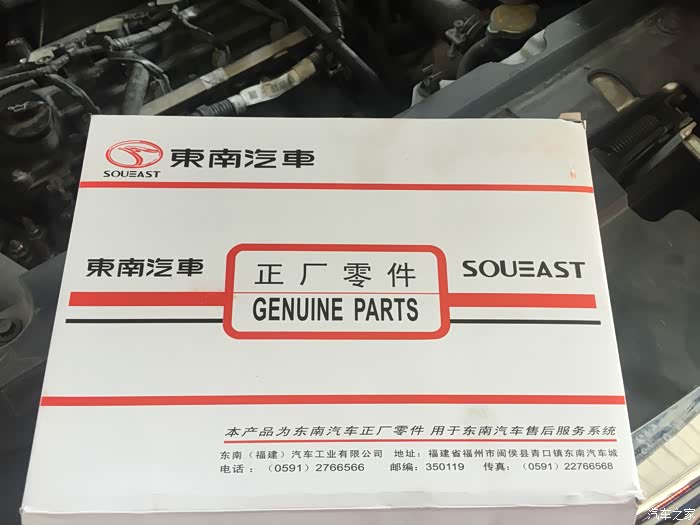 SOUEAST
東南汽車
東南汽車
正厂零件
GENUINE PARTS
SOUEAST
本产品为东南汽车正厂零件 用于东南汽车售后服务系统
东南（福建）汽车工业有限公司 地址：福建省福州市闽侯县青口镇东南汽车城
电话：（0591）2766566 邮编：350119 传真：（0591）22766568
汽车之家